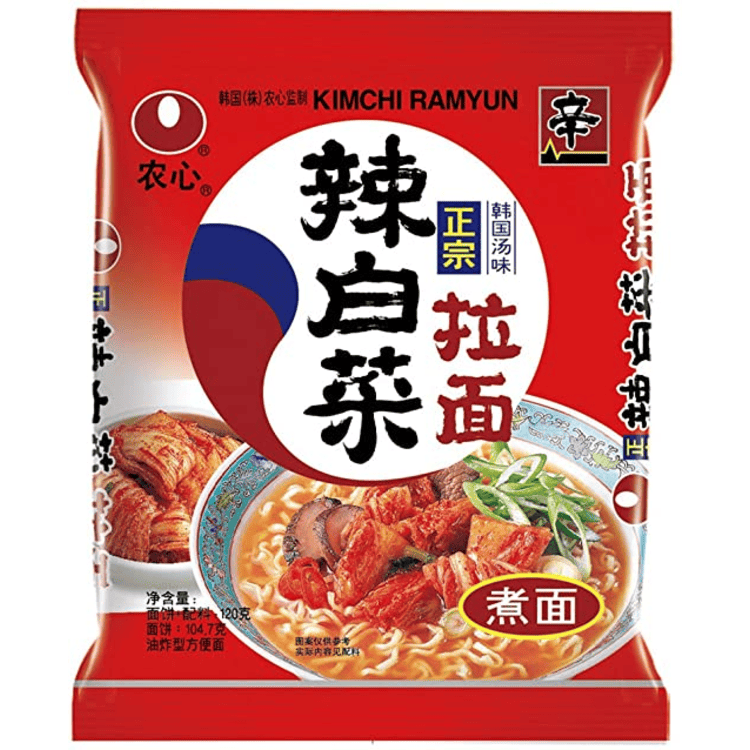 韩国(株)农心监制 KIMCHI RAMYUN
农心®
辛
辣白菜
正宗
韩国汤味
拉面
煮面
净含量:
面饼+配料:120克
面饼:104.7克
油炸型方便面
图案仅供参考
实际内容见配料